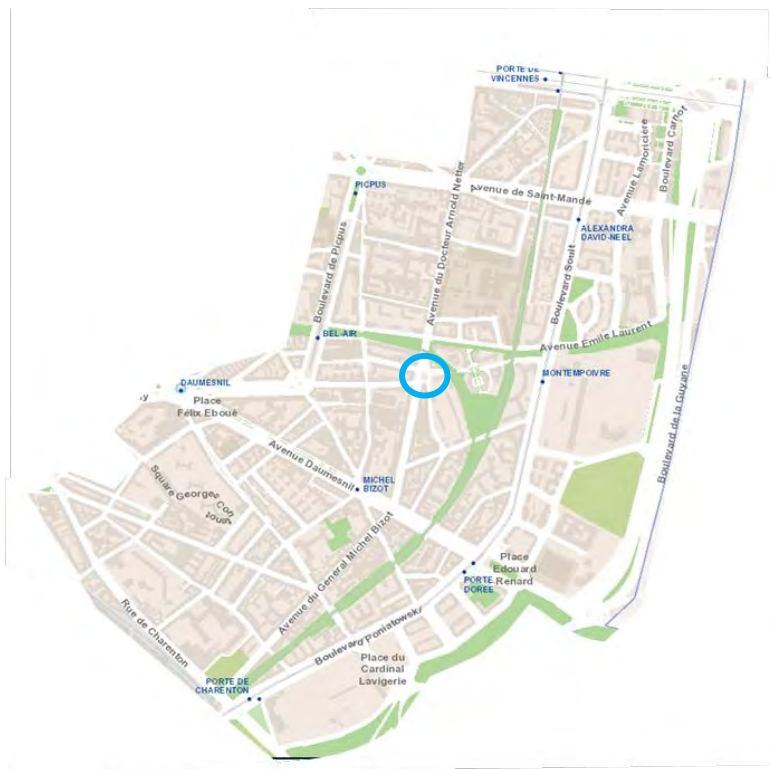 PORTE DE
VINCENNES
Boulevard Carnot
Avenue Lamoricière
Avenue du Docteur Arnold Netter
PICPUS
Avenue de Saint-Mandé
ALEXANDRA
DAVID-NEEL
Boulevard de Picpus
Boulevard Soult
BEL-AIR
Avenue Emile Laurent
DAUMESNIL
MONTEMPOIVRE
Place
Félix Eboué
Boulevard de la Guyane
Avenue Daumesnil
MICHEL
BIZOT
Square Georges Con
tenot
Avenue du General Michel Bizot
Place
Edouard
Renard
PORTE
DOREE
Rue de Charenton
Boulevard Poniatowski
Place du
Cardinal
Lavigerie
PORTE DE
CHARENTON